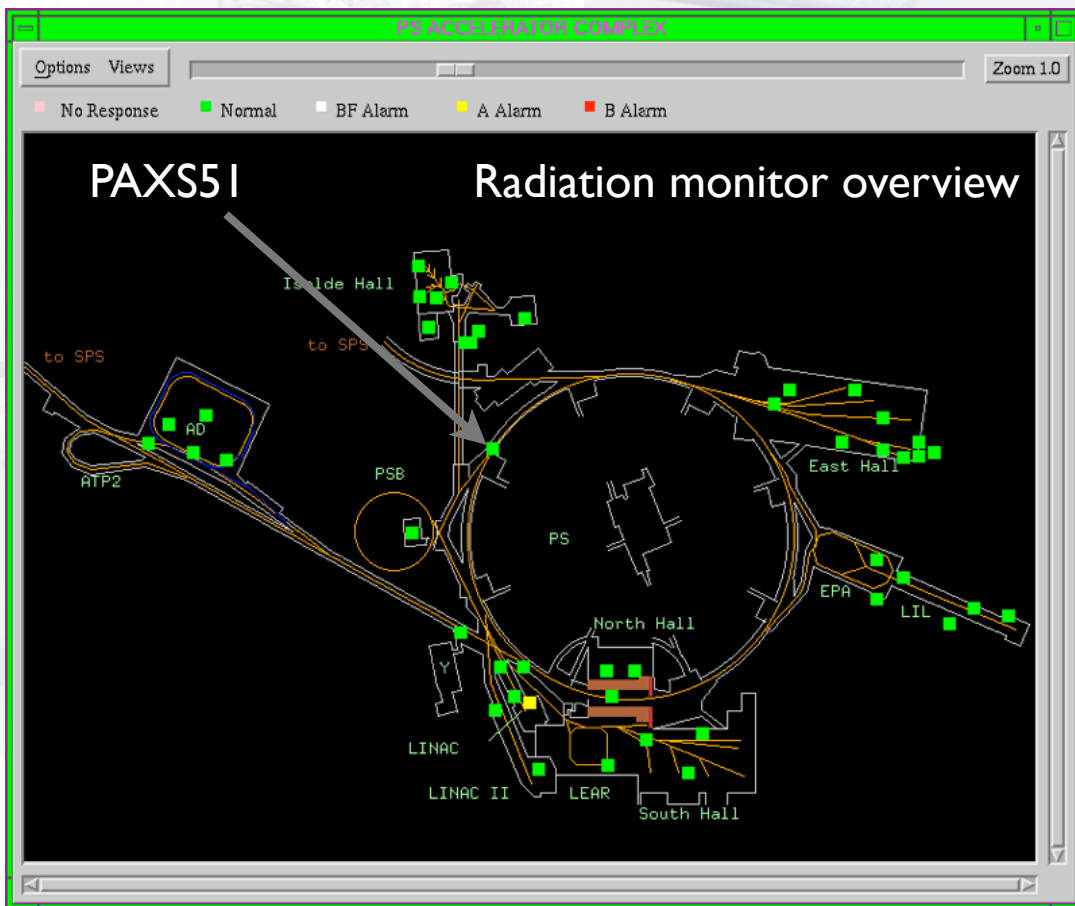 PS ACCELERATOR COMPLEX
Options Views
Zoom 1.0
No Response Normal BF Alarm A Alarm B Alarm
PAXS51 Radiation monitor overview
Isolde Hall
to SPS
to SPS
AD
East Hall
ATP2
PSB
PS
EPA
LIL
North Hall
Y
LINAC
LINAC II
LEAR
South Hall